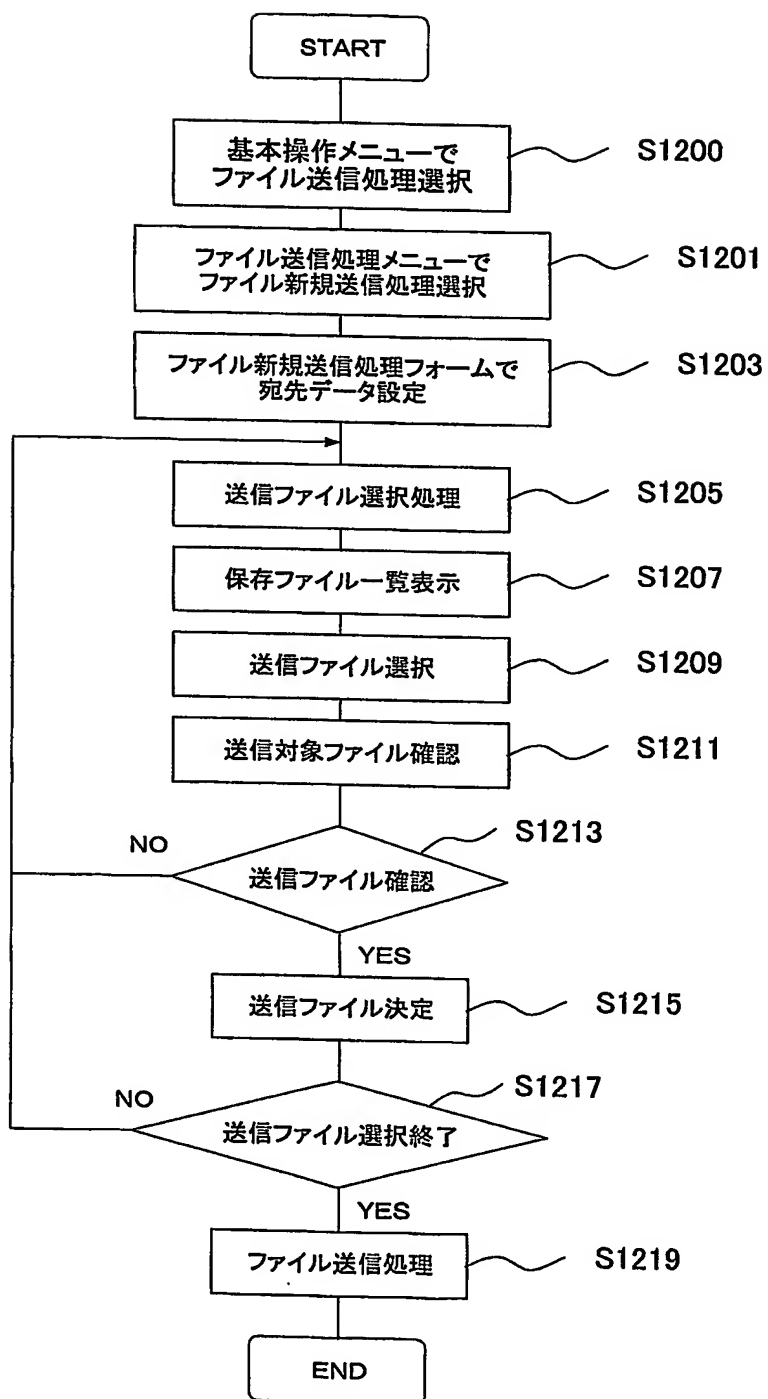 START
基本操作メニューで
ファイル送信処理選択
S1200
ファイル送信処理メニューで
ファイル新規送信処理選択
S1201
ファイル新規送信処理フォームで
宛先データ設定
S1203
送信ファイル選択処理
S1205
保存ファイル一覧表示
S1207
送信ファイル選択
S1209
送信対象ファイル確認
S1211
S1213
NO
送信ファイル確認
YES
送信ファイル決定
S1215
S1217
NO
送信ファイル選択終了
YES
ファイル送信処理
S1219
END